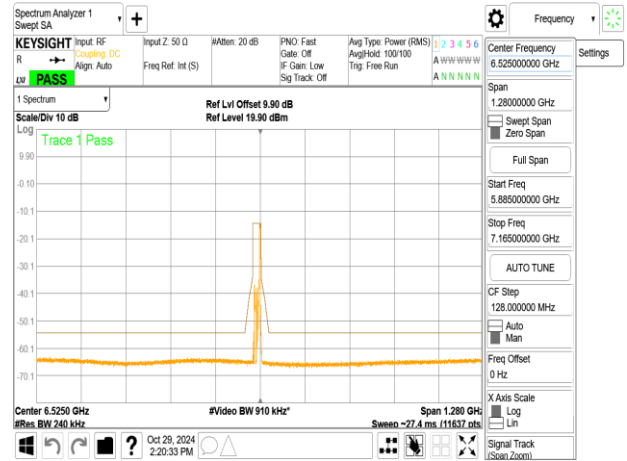 Spectrum Analyzer 1
Swept SA
+
Frequency
KEYSIGHT
Input: RF
Coupling: DC
Align: Auto
Input Z: 50 Ω
Freq Ref: Int (S)
#Atten: 20 dB
PNO: Fast
Gate: Off
IF Gain: Low
Sig Track: Off
Avg Type: Power (RMS)
Avg|Hold: 100/100
Trig: Free Run
1 2 3 4 5 6
A W W W W W
A N N N N N
R
LXI
PASS
1 Spectrum
Scale/Div 10 dB
Ref Lvl Offset 9.90 dB
Ref Level 19.90 dBm
Log
Trace 1 Pass
9.90
-0.10
-10.1
-20.1
-30.1
-40.1
-50.1
-60.1
-70.1
Center 6.5250 GHz
#Video BW 910 kHz*
Span 1.280 GHz
#Res BW 240 kHz
Sweep ~27.4 ms (11637 pts
Oct 29, 2024
2:20:33 PM
?
Center Frequency
6.525000000 GHz
Settings
Span
1.28000000 GHz
Swept Span
Zero Span
Full Span
Start Freq
5.885000000 GHz
Stop Freq
7.165000000 GHz
AUTO TUNE
CF Step
128.000000 MHz
Auto
Man
Freq Offset
0 Hz
X Axis Scale
Log
Lin
Signal Track
(Span Zoom)